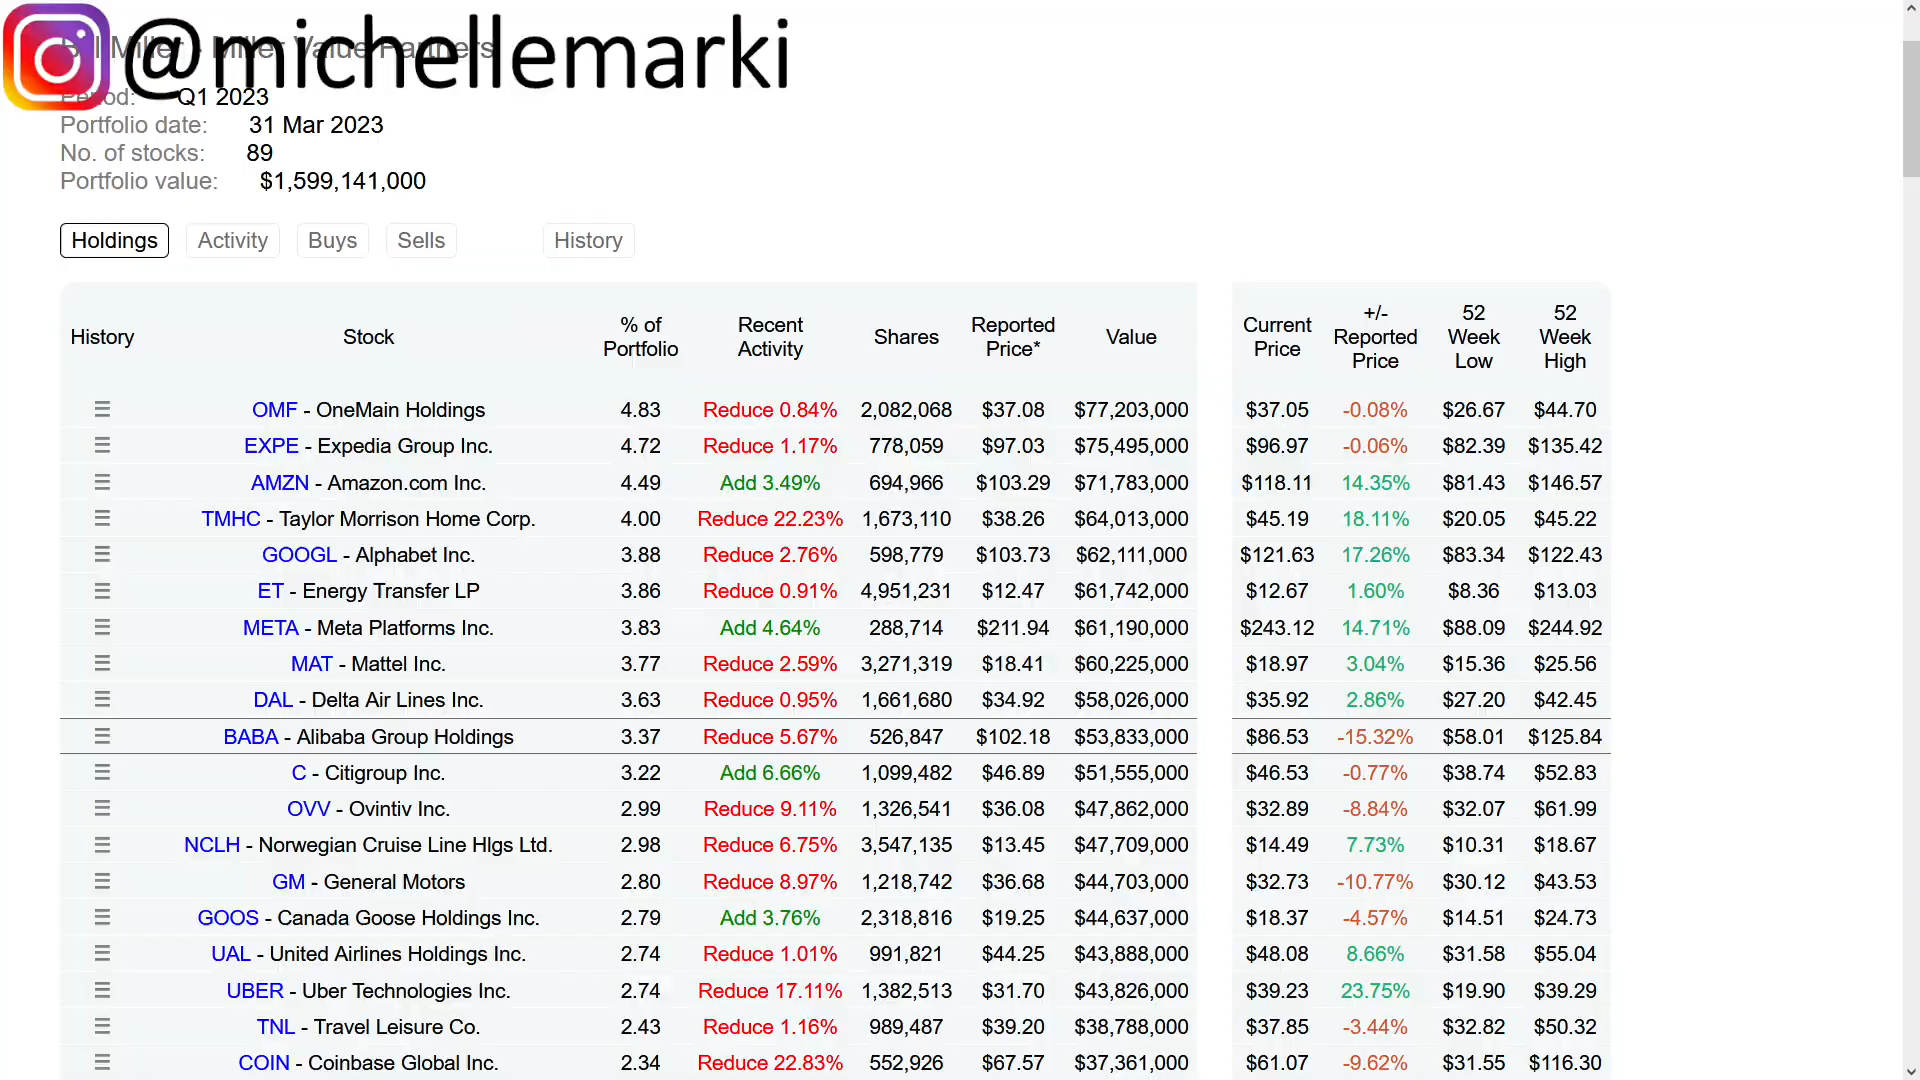 @michellemarki
Bill Miller - Miller Value Partners
Period: Q1 2023
Portfolio date: 31 Mar 2023
No. of stocks: 89
Portfolio value: $1,599,141,000
Holdings Activity Buys Sells History
History Stock % of Portfolio Recent Activity Shares Reported Price* Value Current Price +/- Reported Price 52 Week Low 52 Week High
☰ OMF - OneMain Holdings 4.83 Reduce 0.84% 2,082,068 $37.08 $77,203,000 $37.05 -0.08% $26.67 $44.70
☰ EXPE - Expedia Group Inc. 4.72 Reduce 1.17% 778,059 $97.03 $75,495,000 $96.97 -0.06% $82.39 $135.42
☰ AMZN - Amazon.com Inc. 4.49 Add 3.49% 694,966 $103.29 $71,783,000 $118.11 14.35% $81.43 $146.57
☰ TMHC - Taylor Morrison Home Corp. 4.00 Reduce 22.23% 1,673,110 $38.26 $64,013,000 $45.19 18.11% $20.05 $45.22
☰ GOOGL - Alphabet Inc. 3.88 Reduce 2.76% 598,779 $103.73 $62,111,000 $121.63 17.26% $83.34 $122.43
☰ ET - Energy Transfer LP 3.86 Reduce 0.91% 4,951,231 $12.47 $61,742,000 $12.67 1.60% $8.36 $13.03
☰ META - Meta Platforms Inc. 3.83 Add 4.64% 288,714 $211.94 $61,190,000 $243.12 14.71% $88.09 $244.92
☰ MAT - Mattel Inc. 3.77 Reduce 2.59% 3,271,319 $18.41 $60,225,000 $18.97 3.04% $15.36 $25.56
☰ DAL - Delta Air Lines Inc. 3.63 Reduce 0.95% 1,661,680 $34.92 $58,026,000 $35.92 2.86% $27.20 $42.45
☰ BABA - Alibaba Group Holdings 3.37 Reduce 5.67% 526,847 $102.18 $53,833,000 $86.53 -15.32% $58.01 $125.84
☰ C - Citigroup Inc. 3.22 Add 6.66% 1,099,482 $46.89 $51,555,000 $46.53 -0.77% $38.74 $52.83
☰ OVV - Ovintiv Inc. 2.99 Reduce 9.11% 1,326,541 $36.08 $47,862,000 $32.89 -8.84% $32.07 $61.99
☰ NCLH - Norwegian Cruise Line Hlgs Ltd. 2.98 Reduce 6.75% 3,547,135 $13.45 $47,709,000 $14.49 7.73% $10.31 $18.67
☰ GM - General Motors 2.80 Reduce 8.97% 1,218,742 $36.68 $44,703,000 $32.73 -10.77% $30.12 $43.53
☰ GOOS - Canada Goose Holdings Inc. 2.79 Add 3.76% 2,318,816 $19.25 $44,637,000 $18.37 -4.57% $14.51 $24.73
☰ UAL - United Airlines Holdings Inc. 2.74 Reduce 1.01% 991,821 $44.25 $43,888,000 $48.08 8.66% $31.58 $55.04
☰ UBER - Uber Technologies Inc. 2.74 Reduce 17.11% 1,382,513 $31.70 $43,826,000 $39.23 23.75% $19.90 $39.29
☰ TNL - Travel Leisure Co. 2.43 Reduce 1.16% 989,487 $39.20 $38,788,000 $37.85 -3.44% $32.82 $50.32
☰ COIN - Coinbase Global Inc. 2.34 Reduce 22.83% 552,926 $67.57 $37,361,000 $61.07 -9.62% $31.55 $116.30